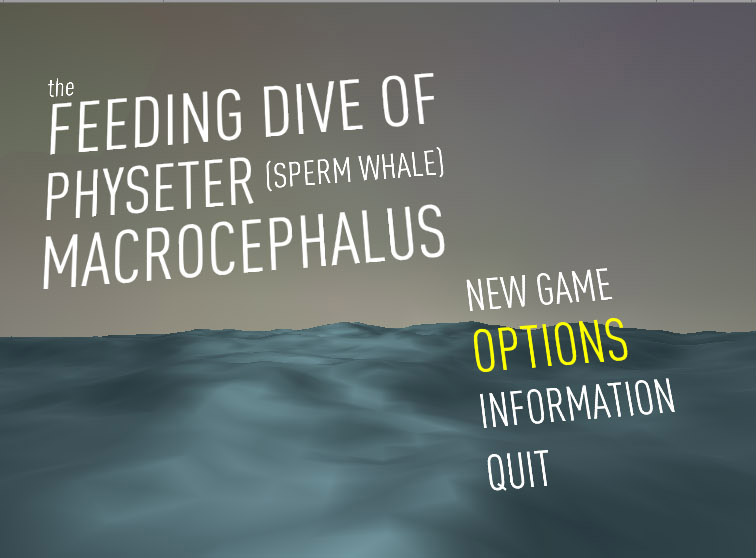 the
FEEDING DIVE OF
PHYSETER (SPERM WHALE)
MACROCEPHALUS
NEW GAME
OPTIONS
INFORMATION
QUIT